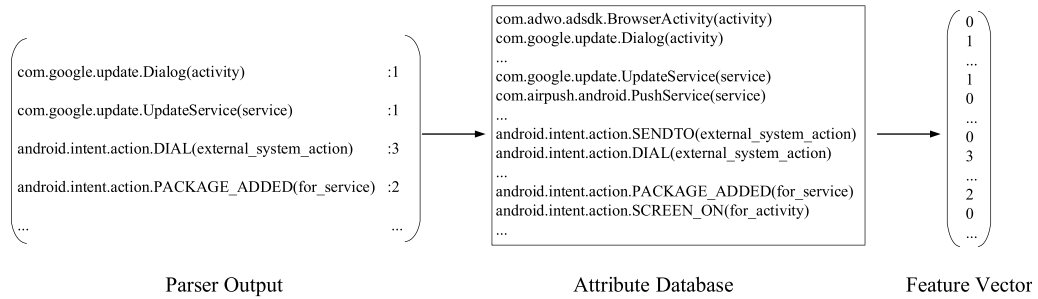 com.google.update.Dialog(activity) :1
com.google.update.UpdateService(service) :1
android.intent.action.DIAL(external_system_action) :3
android.intent.action.PACKAGE_ADDED(for_service) :2
... ...
Parser Output
com.adwo.adsdk.BrowserActivity(activity)
com.google.update.Dialog(activity)
...
com.google.update.UpdateService(service)
com.airpush.android.PushService(service)
...
android.intent.action.SENDTO(external_system_action)
android.intent.action.DIAL(external_system_action)
...
android.intent.action.PACKAGE_ADDED(for_service)
android.intent.action.SCREEN_ON(for_activity)
...
Attribute Database
0
1
...
1
0
...
0
3
...
2
0
...
Feature Vector